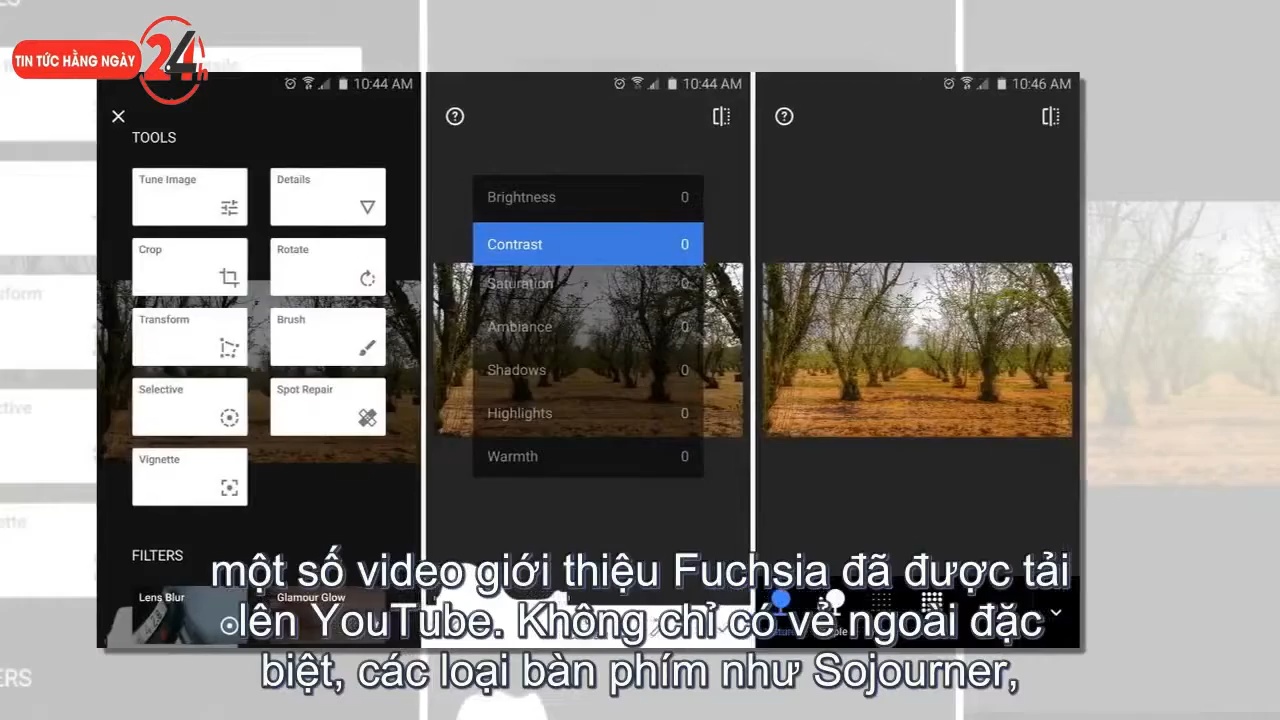 TIN TỨC HẰNG NGÀY
24h
10:44 AM
TOOLS
Tune Image
Details
Crop
Rotate
Transform
Brush
Selective
Spot Repair
Vignette
FILTERS
Lens Blur
Glamour Glow
10:44 AM
Brightness 0
Contrast 0
Saturation 0
Ambiance 0
Shadows 0
Highlights 0
Warmth 0
10:46 AM
một số video giới thiệu Fuchsia đã được tải
lên YouTube. Không chỉ có vẻ ngoài đặc
biệt, các loại bàn phím như Sojourner,